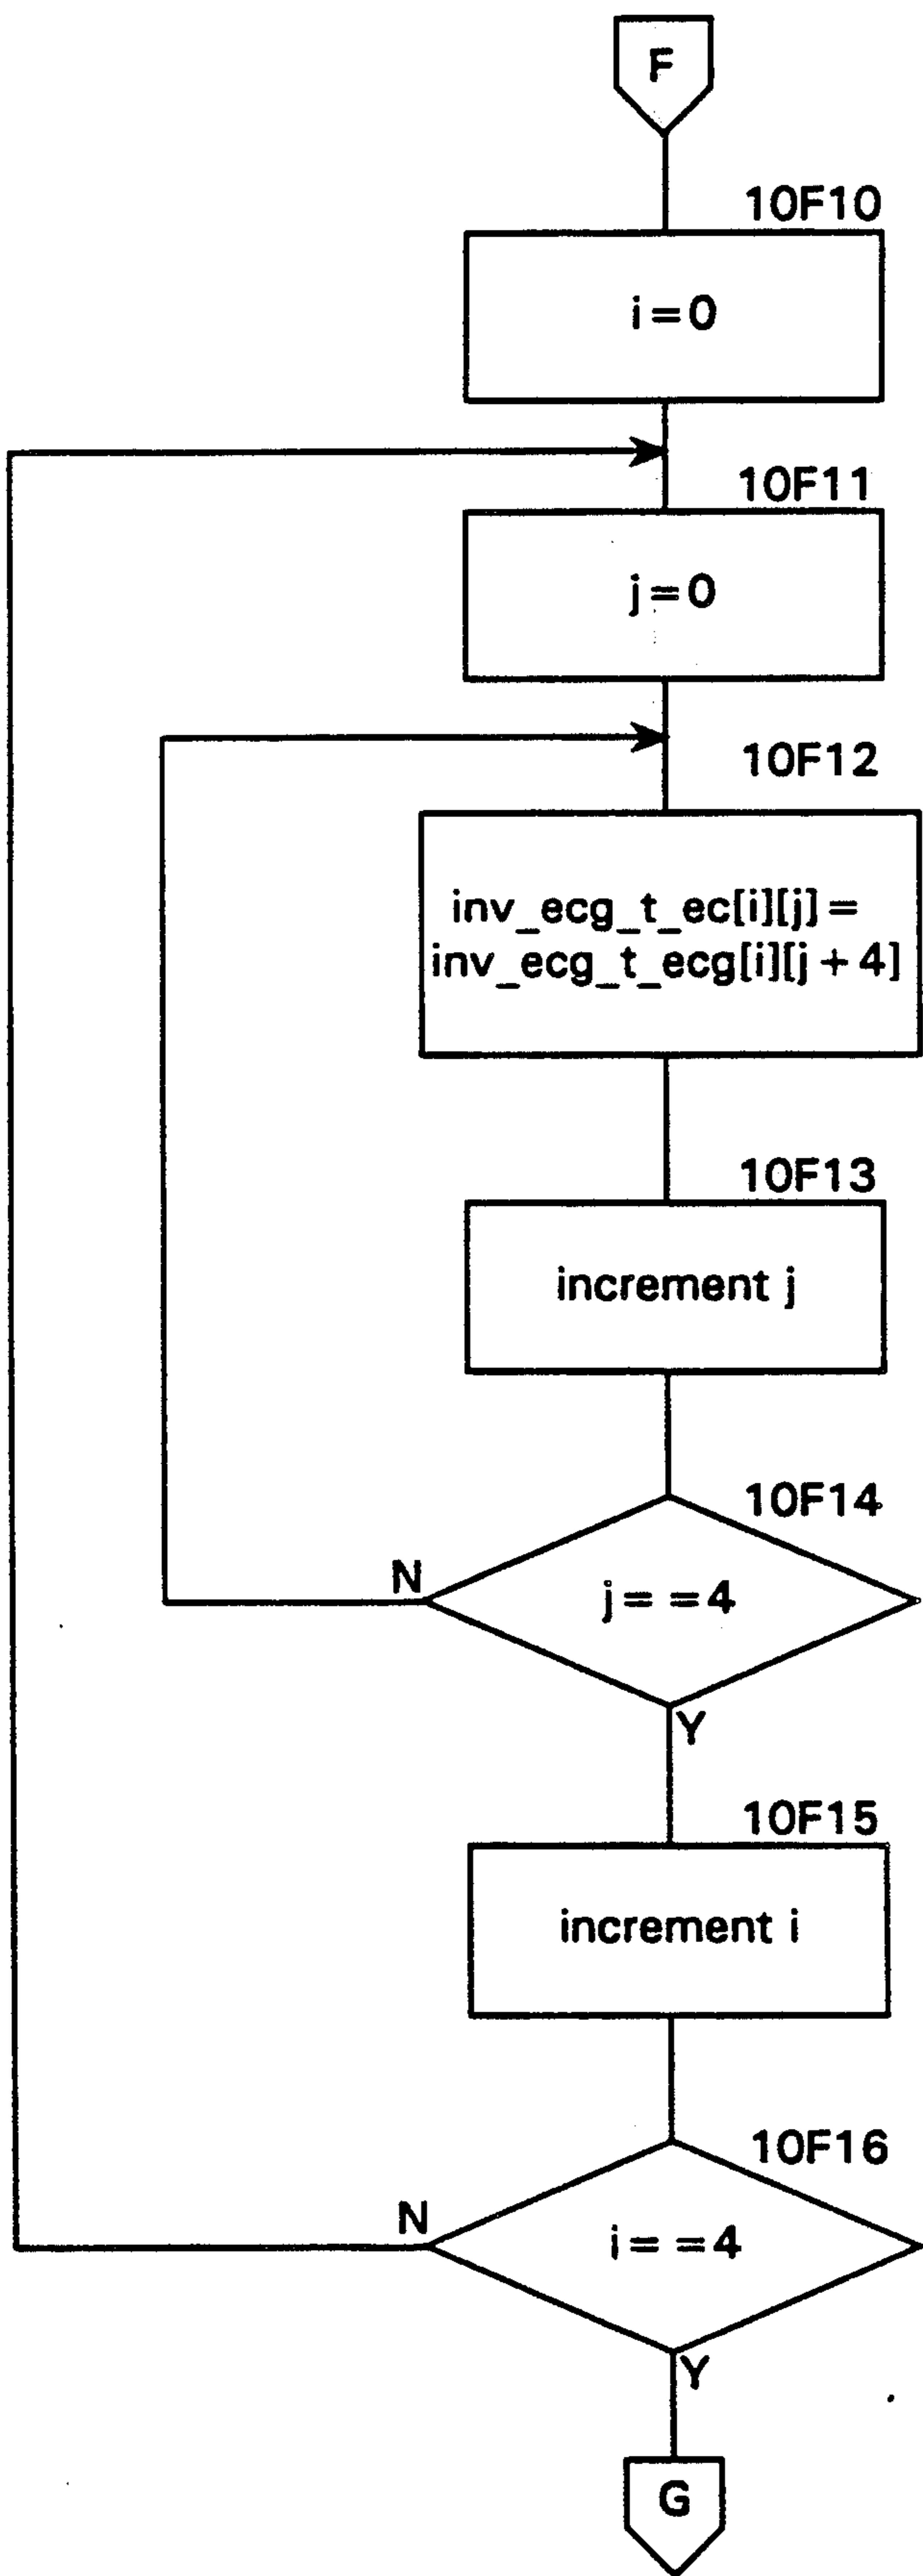 F
10F10
i=0
10F11
j=0
10F12
inv_ecg_t_ec[i][j]=
inv_ecg_t_ecg[i][j+4]
10F13
increment j
10F14
N
j==4
Y
10F15
increment i
10F16
N
i==4
Y
G